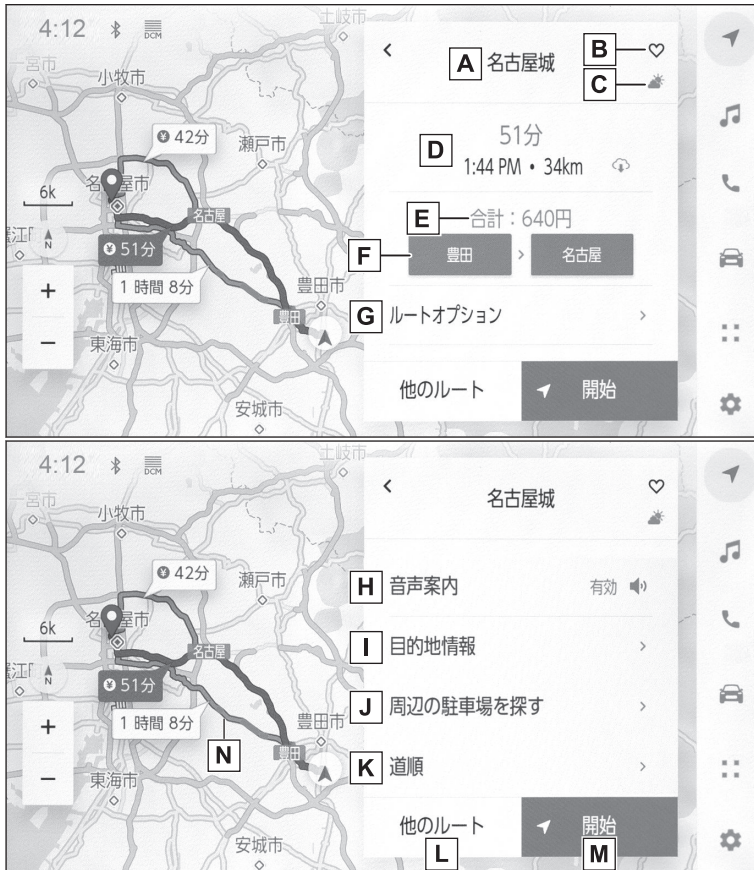 4:12
DCM
土岐市
一宮市
小牧市
¥ 42分
瀬戸市
6k
名古屋市
N
蟹江
名古屋
¥ 51分
1 時間 8分
+
−
豊田市
豊田
東海市
安城市
A 名古屋城
B
C
D
51分
1:44 PM • 34km
E 合計：640円
F 豊田 > 名古屋
G ルートオプション
他のルート
開始
4:12
DCM
土岐市
一宮市
小牧市
¥ 42分
瀬戸市
6k
名古屋市
N
蟹江
名古屋
¥ 51分
1 時間 8分
N
+
−
豊田市
豊田
東海市
安城市
名古屋城
H 音声案内 有効
I 目的地情報
J 周辺の駐車場を探す
K 道順
他のルート
L
開始
M